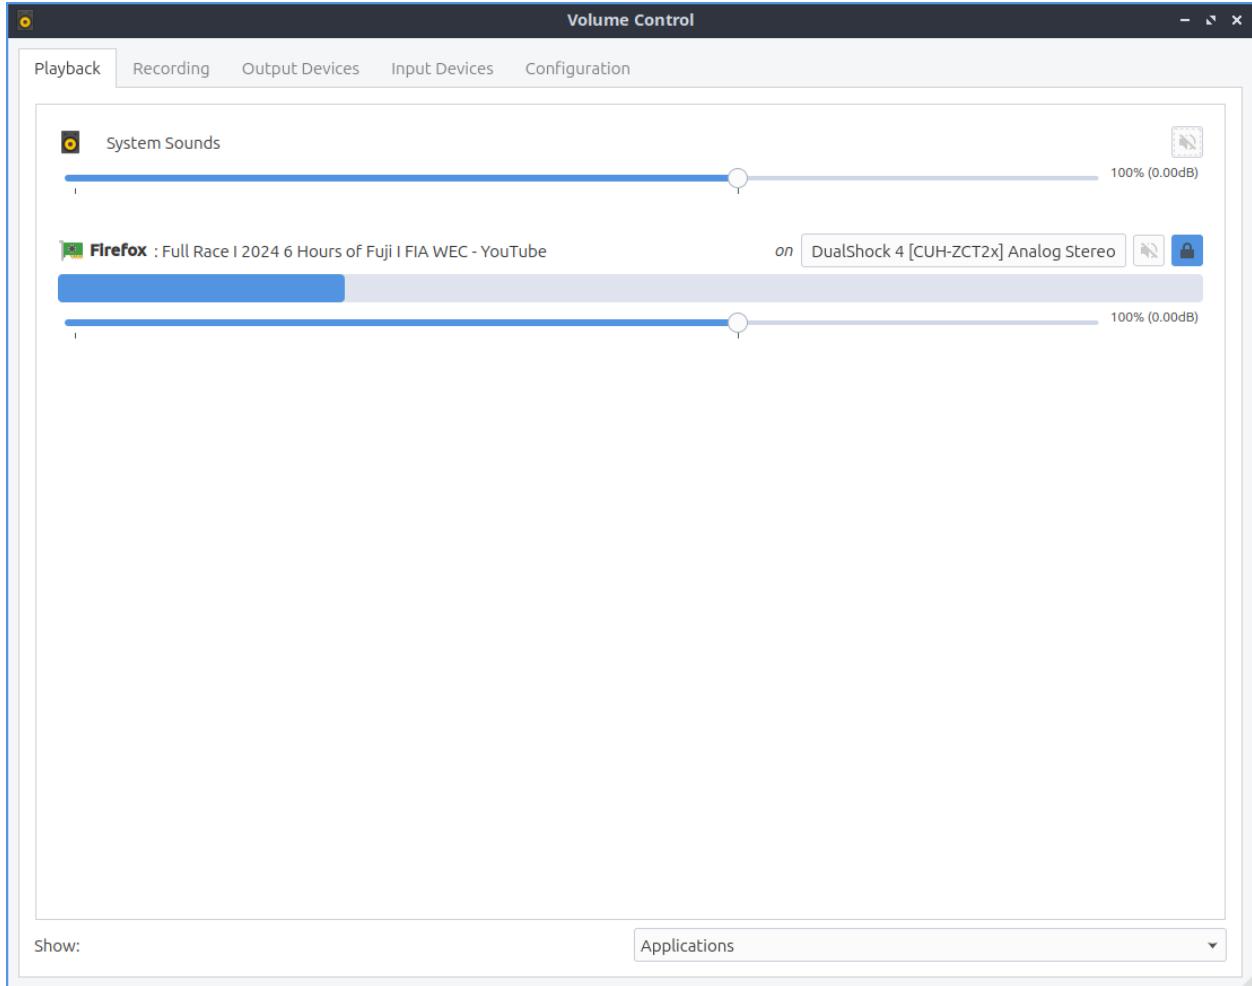 Volume Control
Playback Recording Output Devices Input Devices Configuration
System Sounds
100% (0.00dB)
Firefox : Full Race I 2024 6 Hours of Fuji I FIA WEC - YouTube on DualShock 4 [CUH-ZCT2x] Analog Stereo
100% (0.00dB)
Show: Applications